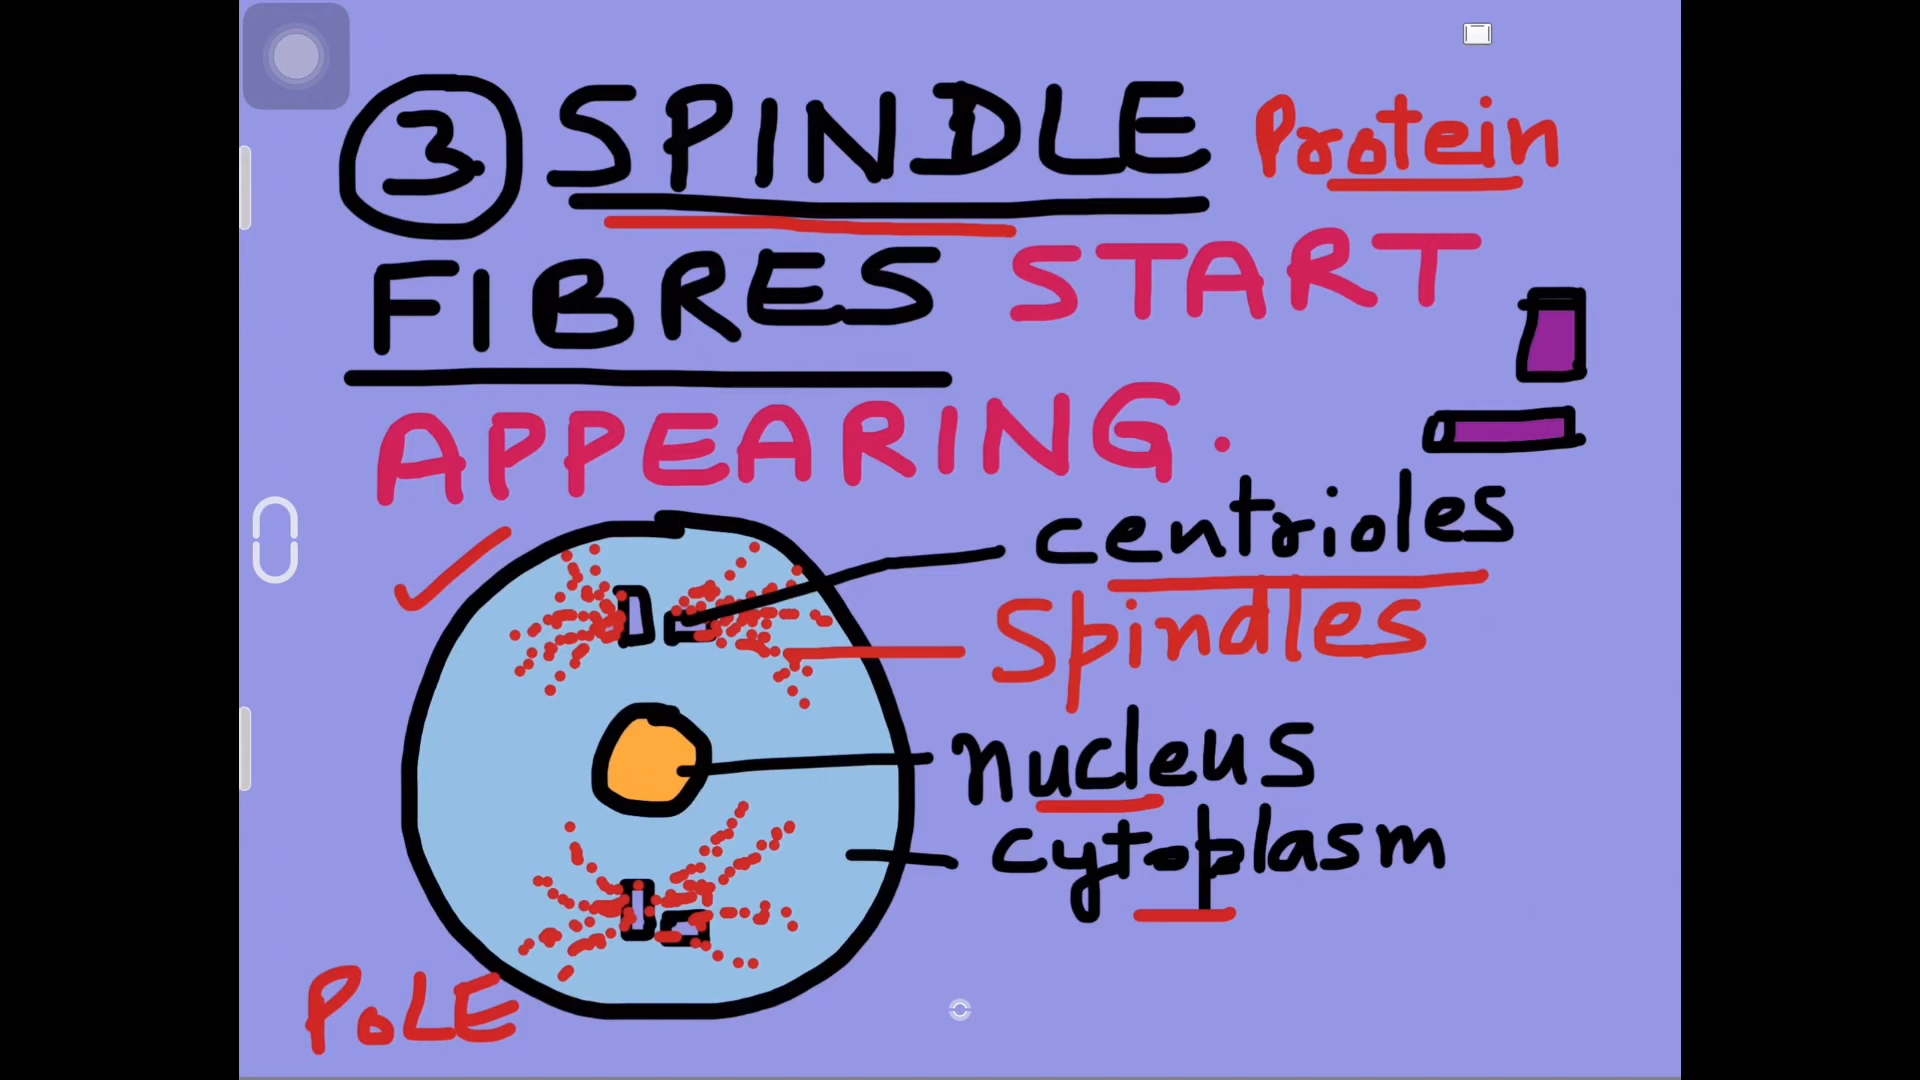 3 SPINDLE Protein
FIBRES START
APPEARING.
centrioles
Spindles
nucleus
cytoplasm
PoLE